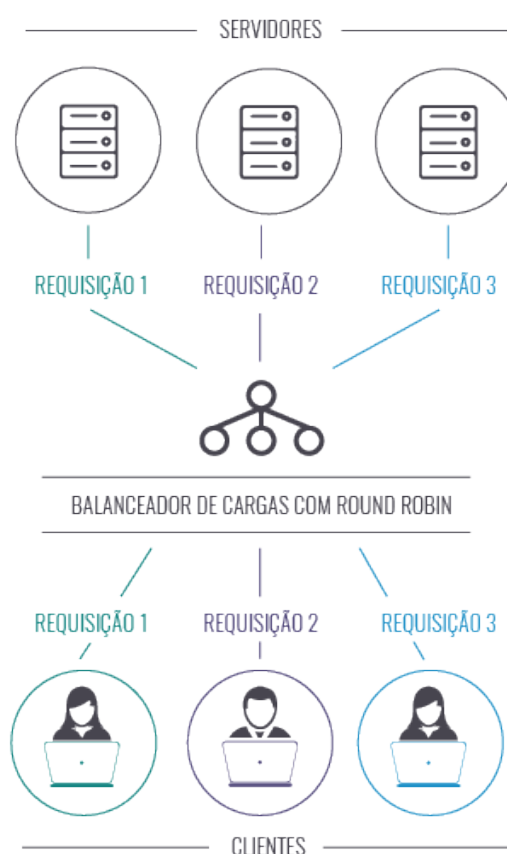 SERVIDORES
REQUISIÇÃO 1
REQUISIÇÃO 2
REQUISIÇÃO 3
BALANCEADOR DE CARGAS COM ROUND ROBIN
REQUISIÇÃO 1
REQUISIÇÃO 2
REQUISIÇÃO 3
CLIENTES